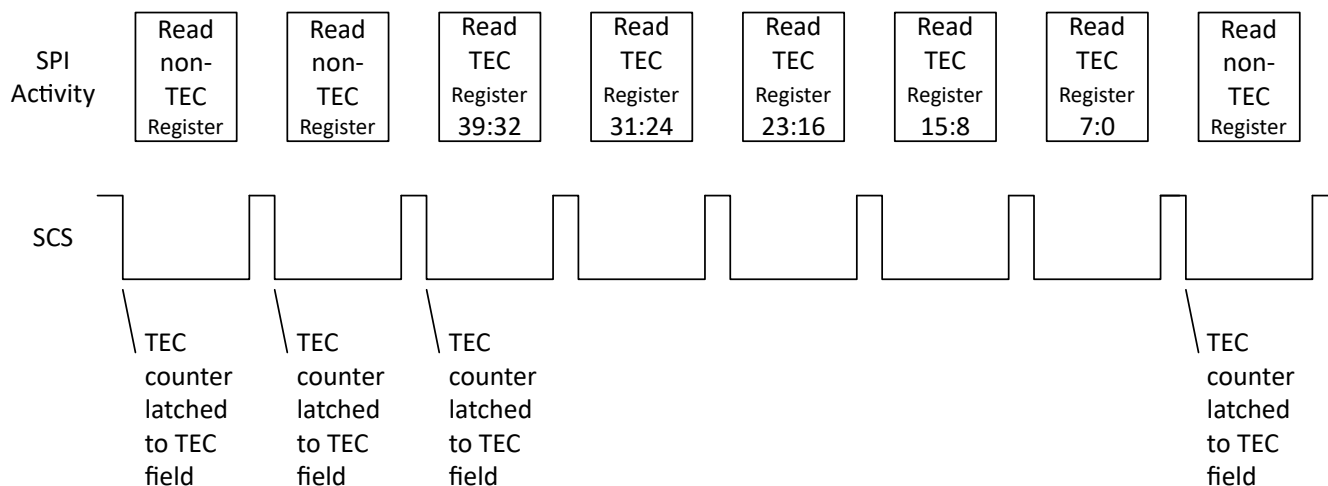 SPI
Activity
Read
non-
TEC
Register
Read
non-
TEC
Register
Read
TEC
Register
39:32
Read
TEC
Register
31:24
Read
TEC
Register
23:16
Read
TEC
Register
15:8
Read
TEC
Register
7:0
Read
non-
TEC
Register
SCS
TEC
counter
latched
to TEC
field
TEC
counter
latched
to TEC
field
TEC
counter
latched
to TEC
field
TEC
counter
latched
to TEC
field